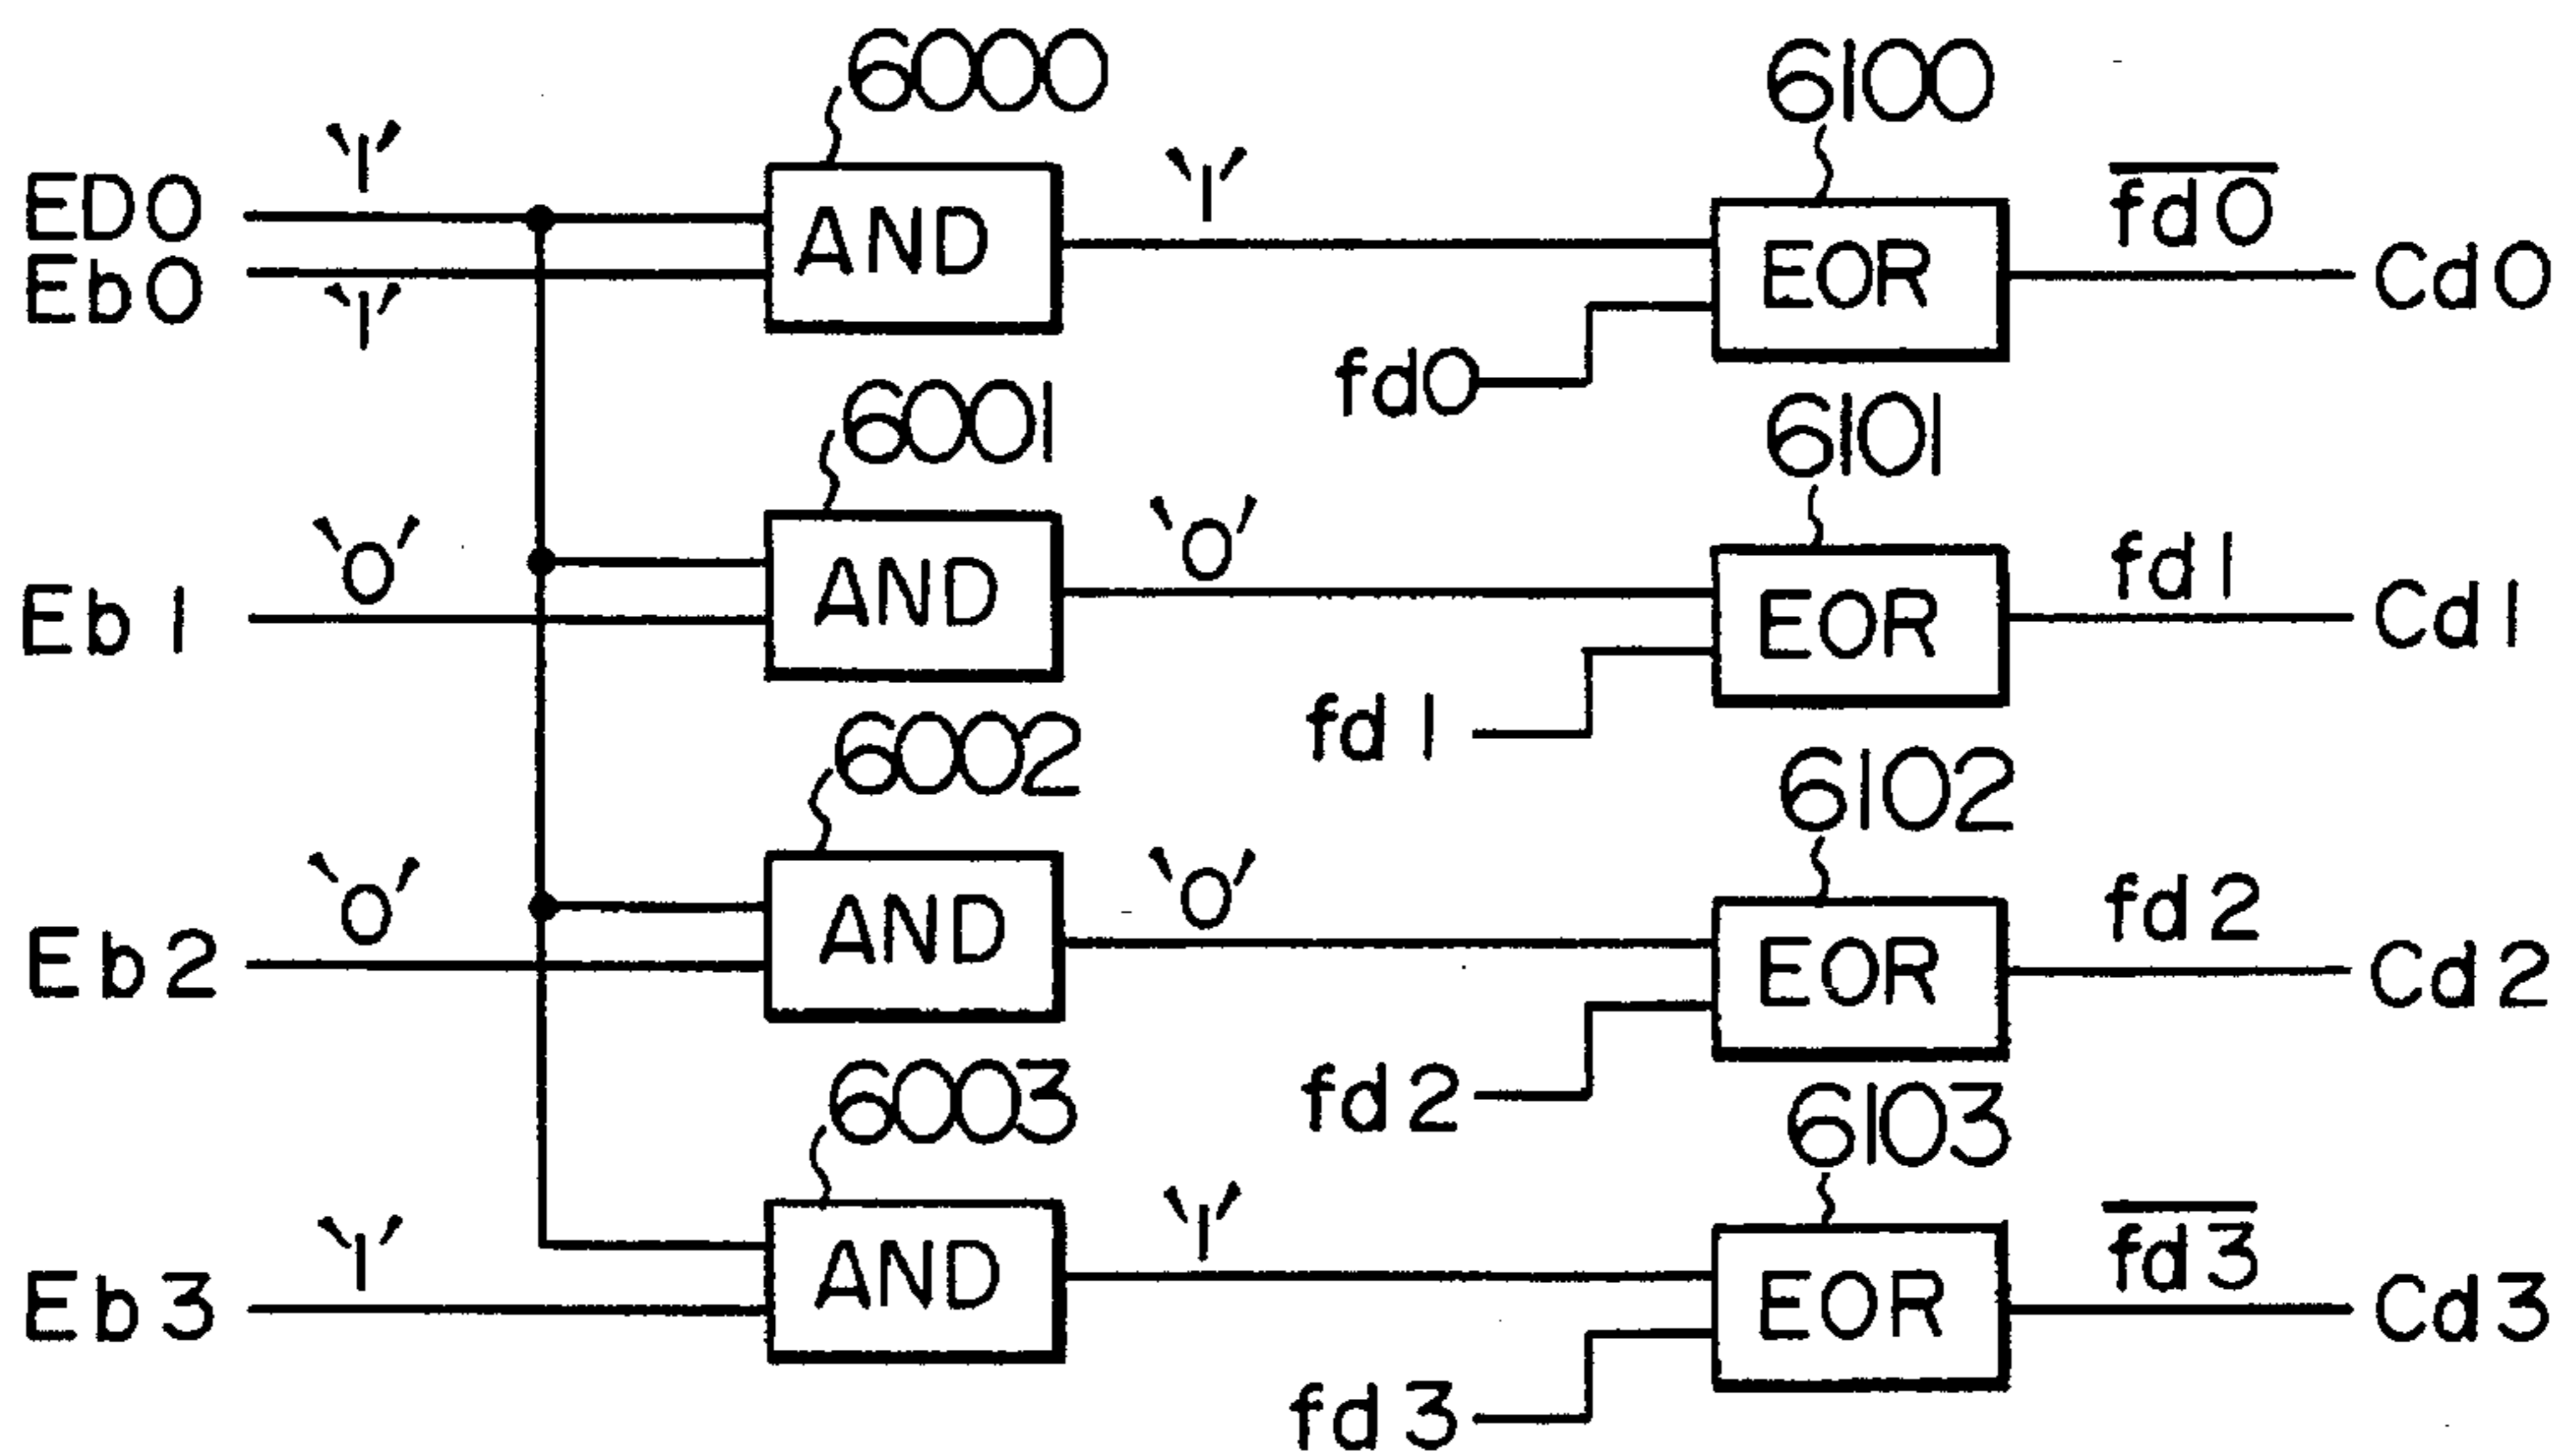 6000
6100
ED0 '1' AND '1' EOR f̅d̅0̅ Cd0
Eb0 '1'
fd0
6001
6101
Eb1 '0' AND '0' EOR fd1 Cd1
fd1
6002
6102
Eb2 '0' AND '0' EOR fd2 Cd2
fd2
6003
6103
Eb3 '1' AND '1' EOR f̅d̅3̅ Cd3
fd3